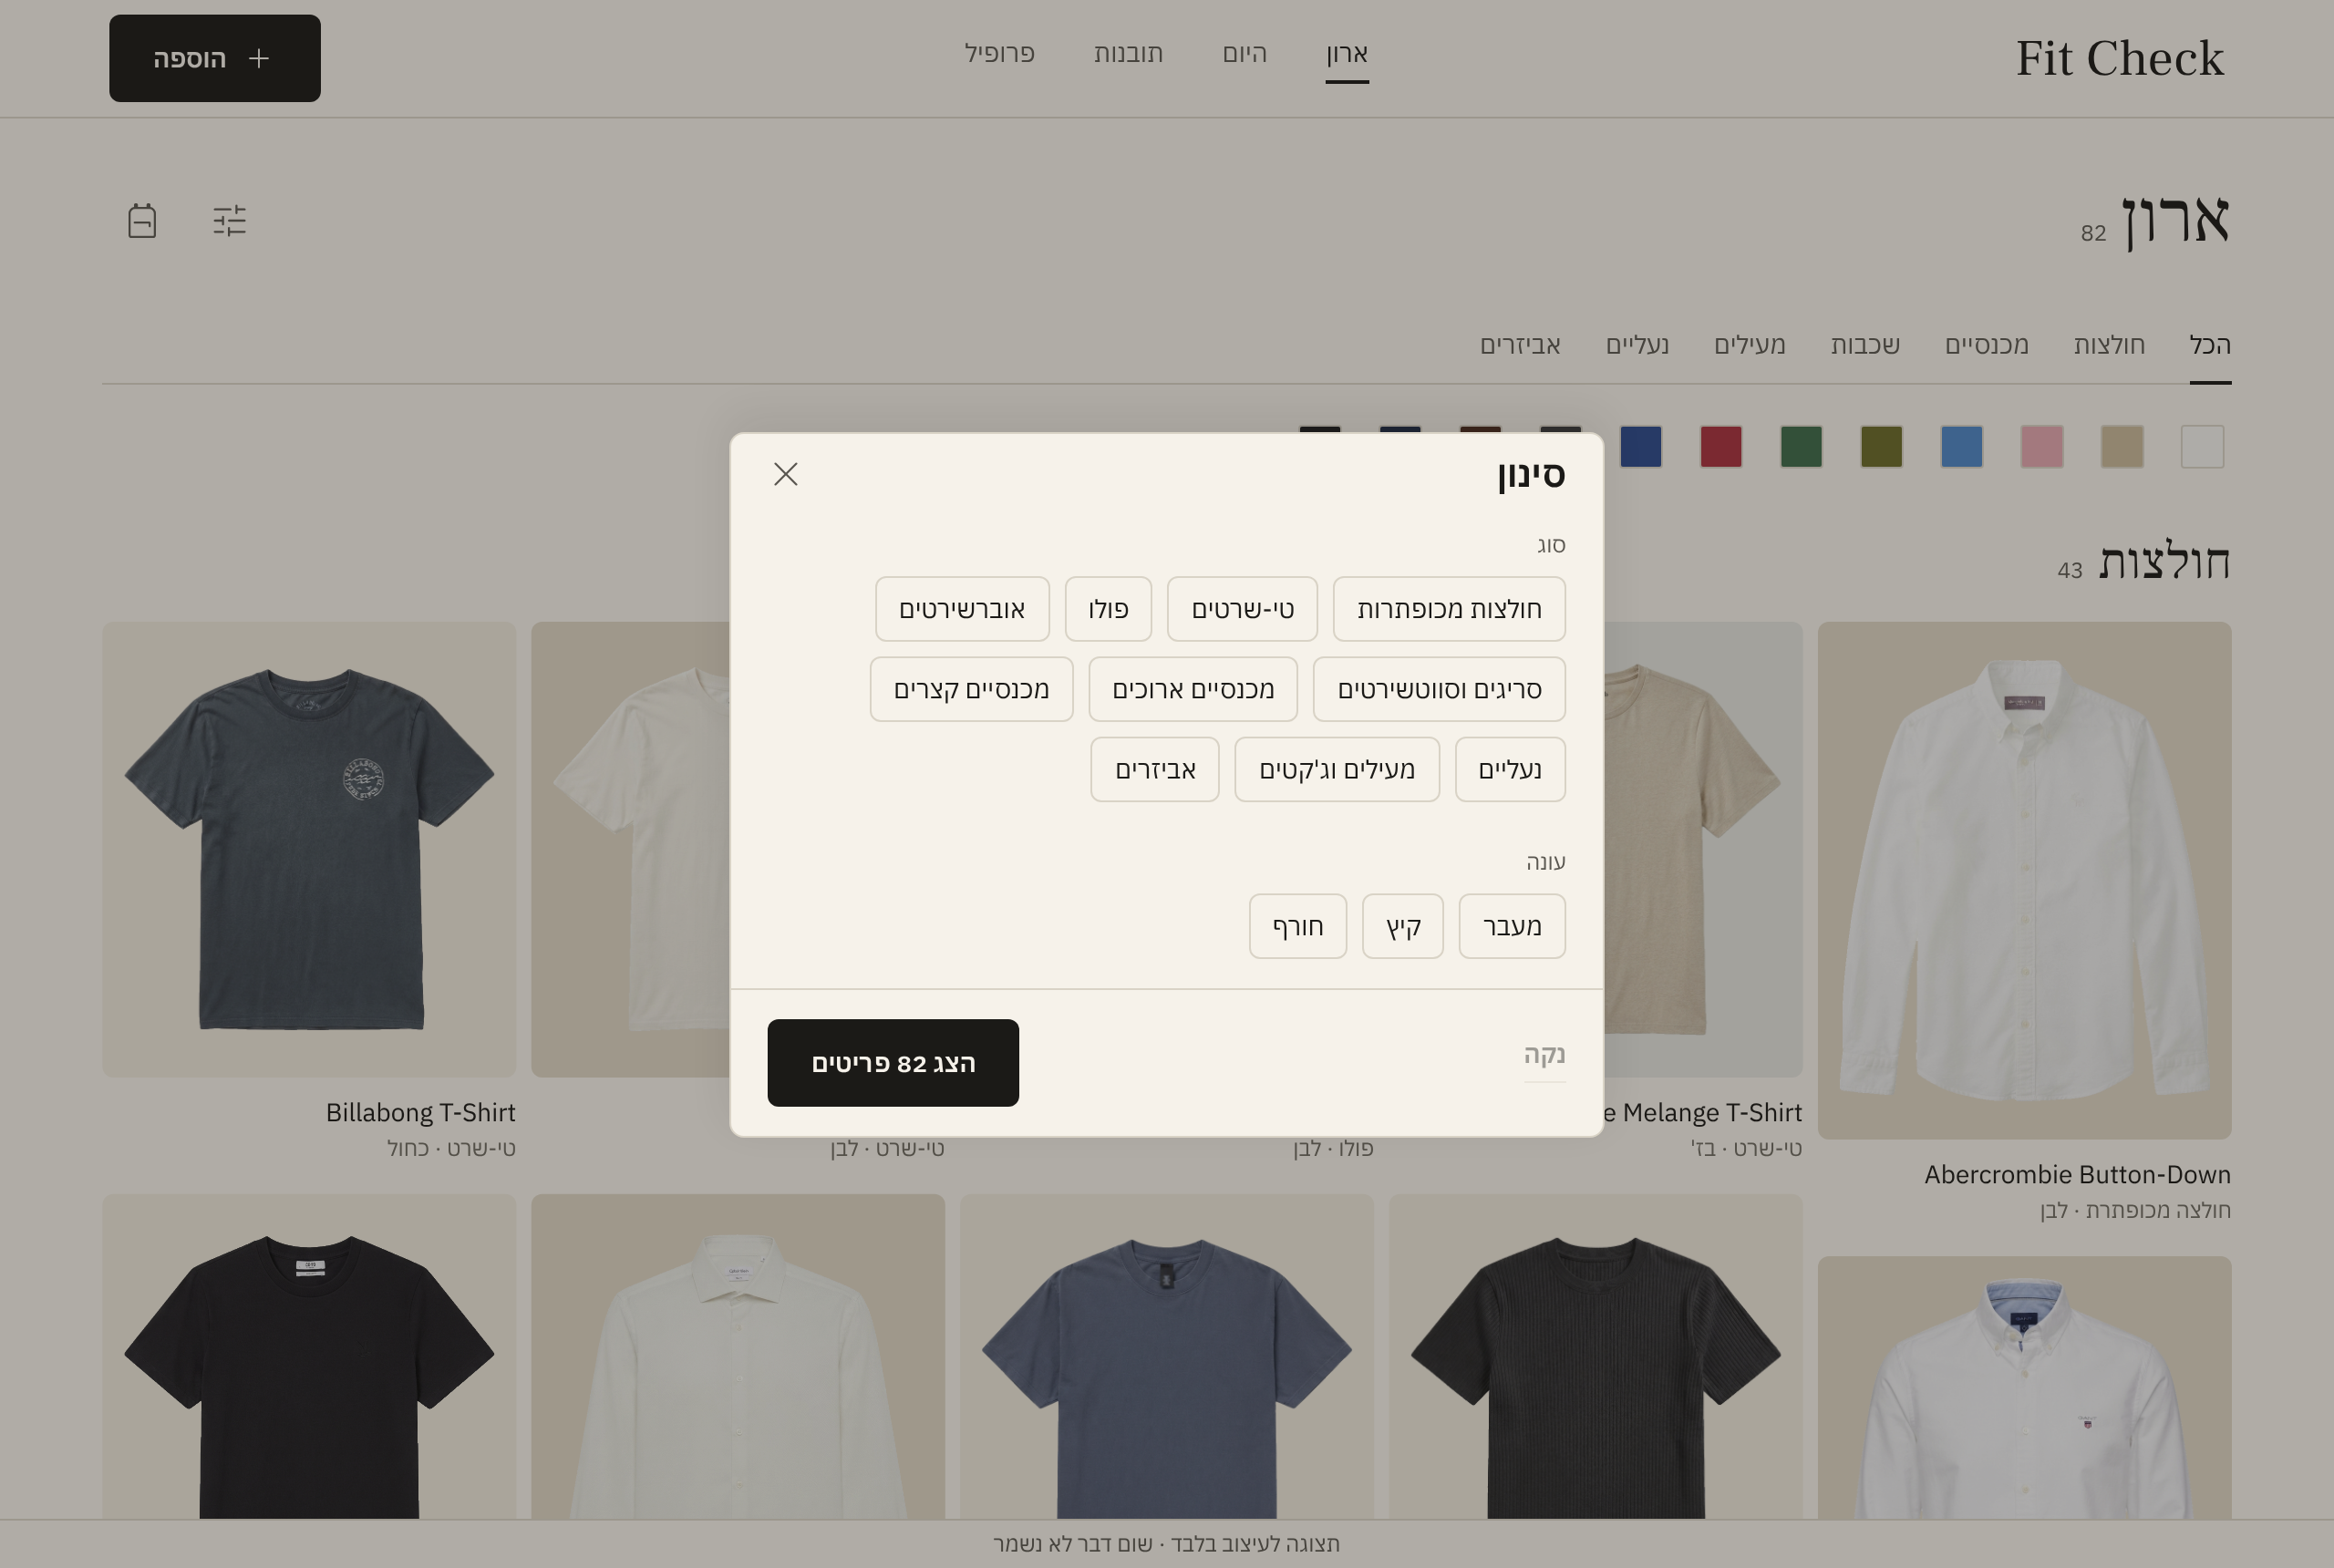 Fit Check
ארון היום תובנות פרופיל
הוספה
ארון 82
הכל חולצות מכנסיים שכבות מעילים נעליים אביזרים
חולצות 43
סינון
סוג
חולצות מכופתרות טי-שרטים פולו אוברשירטים
סריגים וסווטשירטים מכנסיים ארוכים מכנסיים קצרים
נעליים מעילים וג'קטים אביזרים
עונה
מעבר קיץ חורף
נקה
הצג 82 פריטים
Abercrombie Button-Down
חולצה מכופתרת · לבן
Melange T-Shirt
טי-שרט · בז'
פולו · לבן
טי-שרט · לבן
Billabong T-Shirt
טי-שרט · כחול
תצוגה לעיצוב בלבד · שום דבר לא נשמר